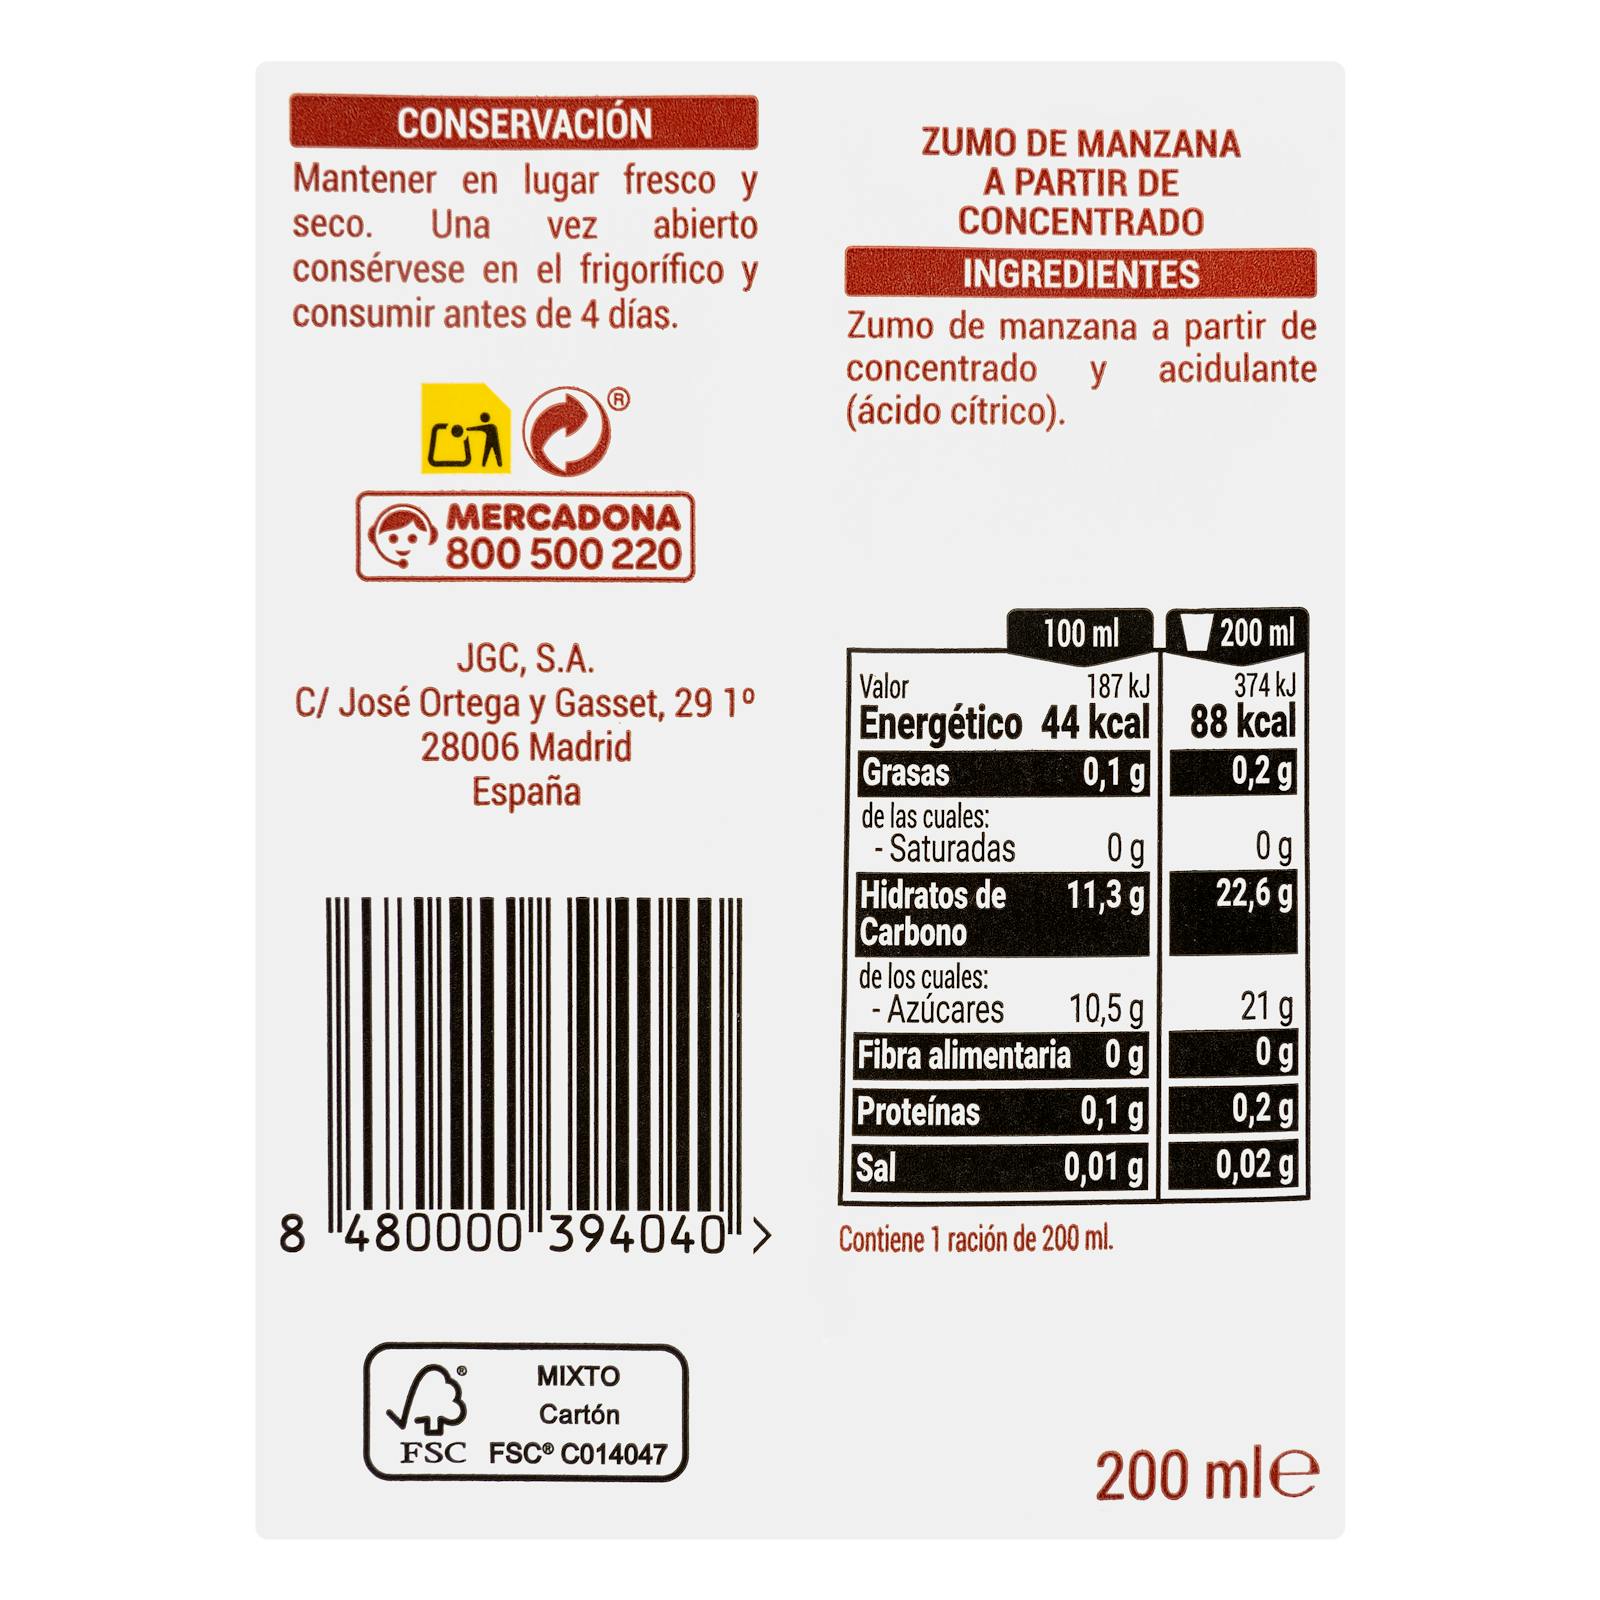 CONSERVACIÓN
Mantener en lugar fresco y
seco. Una vez abierto
consérvese en el frigorífico y
consumir antes de 4 días.
®
MERCADONA
800 500 220
JGC, S.A.
C/ José Ortega y Gasset, 29 1º
28006 Madrid
España
8 480000 394040 >
®
MIXTO
Cartón
FSC FSC® C014047
ZUMO DE MANZANA
A PARTIR DE
CONCENTRADO
INGREDIENTES
Zumo de manzana a partir de
concentrado y acidulante
(ácido cítrico).
100 ml 200 ml
Valor 187 kJ 374 kJ
Energético 44 kcal 88 kcal
Grasas 0,1 g 0,2 g
de las cuales:
- Saturadas 0 g 0 g
Hidratos de 11,3 g 22,6 g
Carbono
de los cuales:
- Azúcares 10,5 g 21 g
Fibra alimentaria 0 g 0 g
Proteínas 0,1 g 0,2 g
Sal 0,01 g 0,02 g
Contiene 1 ración de 200 ml.
200 ml e